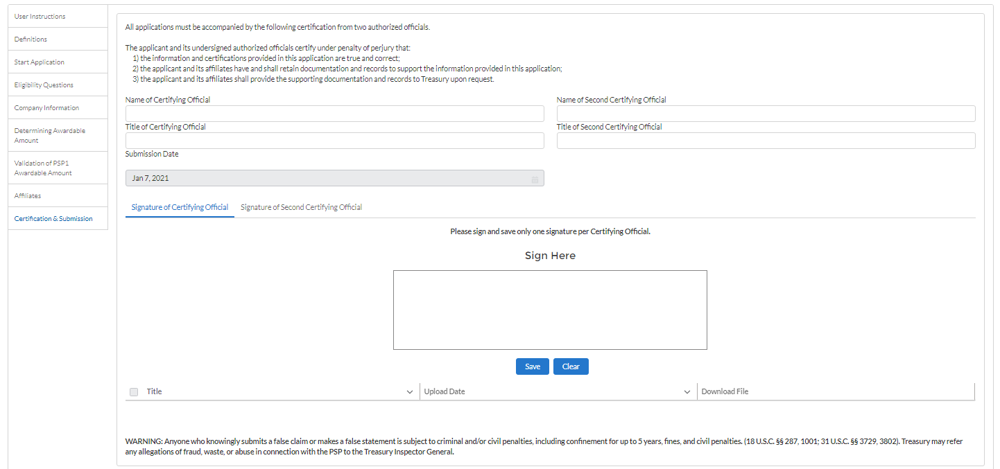 User Instructions
Definitions
Start Application
Eligibility Questions
Company Information
Determining Awardable
Amount
Validation of PSP1
Awardable Amount
Affiliates
Certification & Submission
All applications must be accompanied by the following certification from two authorized officials.
The applicant and its undersigned authorized officials certify under penalty of perjury that:
1) the information and certifications provided in this application are true and correct;
2) the applicant and its affiliates have and shall retain documentation and records to support the information provided in this application;
3) the applicant and its affiliates shall provide the supporting documentation and records to Treasury upon request.
Name of Certifying Official
Name of Second Certifying Official
Title of Certifying Official
Title of Second Certifying Official
Submission Date
Jan 7, 2021
Signature of Certifying Official Signature of Second Certifying Official
Please sign and save only one signature per Certifying Official.
Sign Here
Save Clear
Title Upload Date Download File
WARNING: Anyone who knowingly submits a false claim or makes a false statement is subject to criminal and/or civil penalties, including confinement for up to 5 years, fines, and civil penalties. (18 U.S.C. §§ 287, 1001; 31 U.S.C. §§ 3729, 3802). Treasury may refer
any allegations of fraud, waste, or abuse in connection with the PSP to the Treasury Inspector General.